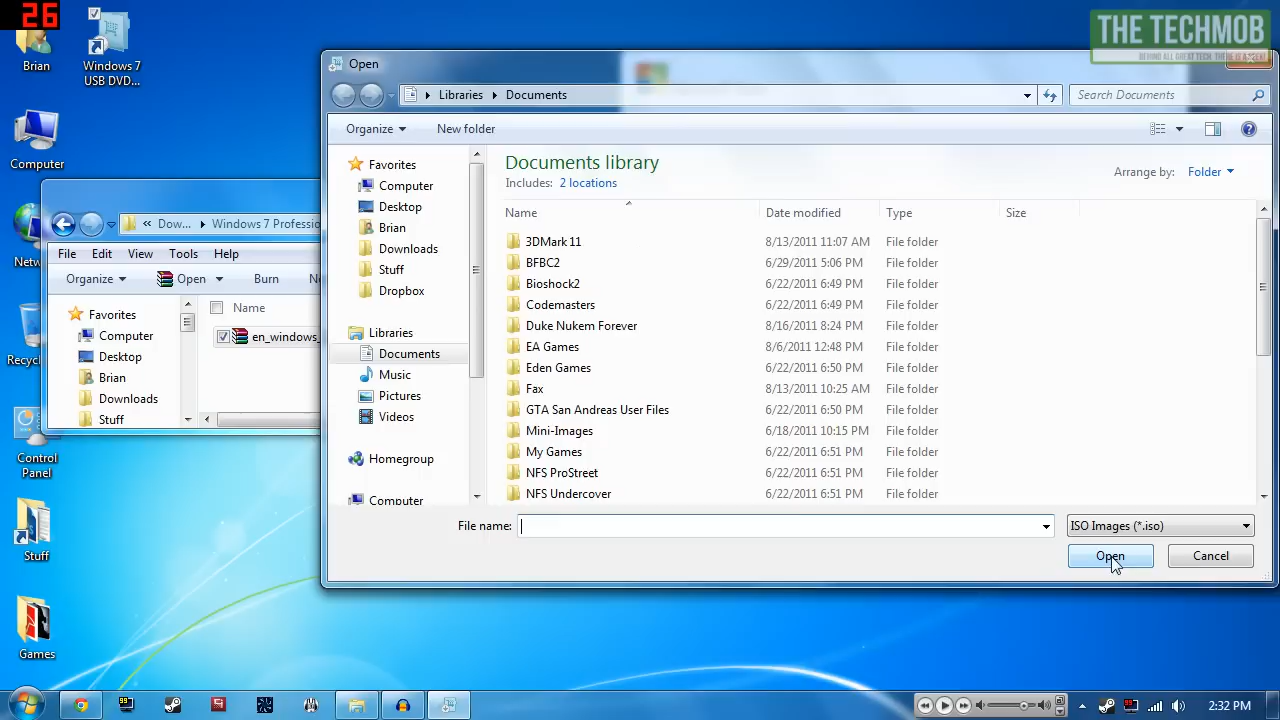 26
THE TECHMOB
BEHIND ALL GREAT TECH, THERE IS A GEEK
Brian
Windows 7
USB DVD...
Computer
Netw
Recycl
Control
Panel
Stuff
Games
Open
Libraries
Documents
Search Documents
Organize
New folder
Favorites
Computer
Desktop
Brian
Downloads
Stuff
Dropbox
Libraries
Documents
Music
Pictures
Videos
Homegroup
Computer
Documents library
Includes: 2 locations
Arrange by: Folder
Name Date modified Type Size
3DMark 11 8/13/2011 11:07 AM File folder
BFBC2 6/29/2011 5:06 PM File folder
Bioshock2 6/22/2011 6:49 PM File folder
Codemasters 6/22/2011 6:49 PM File folder
Duke Nukem Forever 8/16/2011 8:24 PM File folder
EA Games 8/6/2011 12:48 PM File folder
Eden Games 6/22/2011 6:50 PM File folder
Fax 8/13/2011 10:25 AM File folder
GTA San Andreas User Files 6/22/2011 6:50 PM File folder
Mini-Images 6/18/2011 10:15 PM File folder
My Games 6/22/2011 6:51 PM File folder
NFS ProStreet 6/22/2011 6:51 PM File folder
NFS Undercover 6/22/2011 6:51 PM File folder
File name:
ISO Images (*.iso)
Open
Cancel
« Dow... Windows 7 Professio
File Edit View Tools Help
Organize Open Burn N
Favorites
Computer
Desktop
Brian
Downloads
Stuff
Name
en_windows_
99
99
2:32 PM